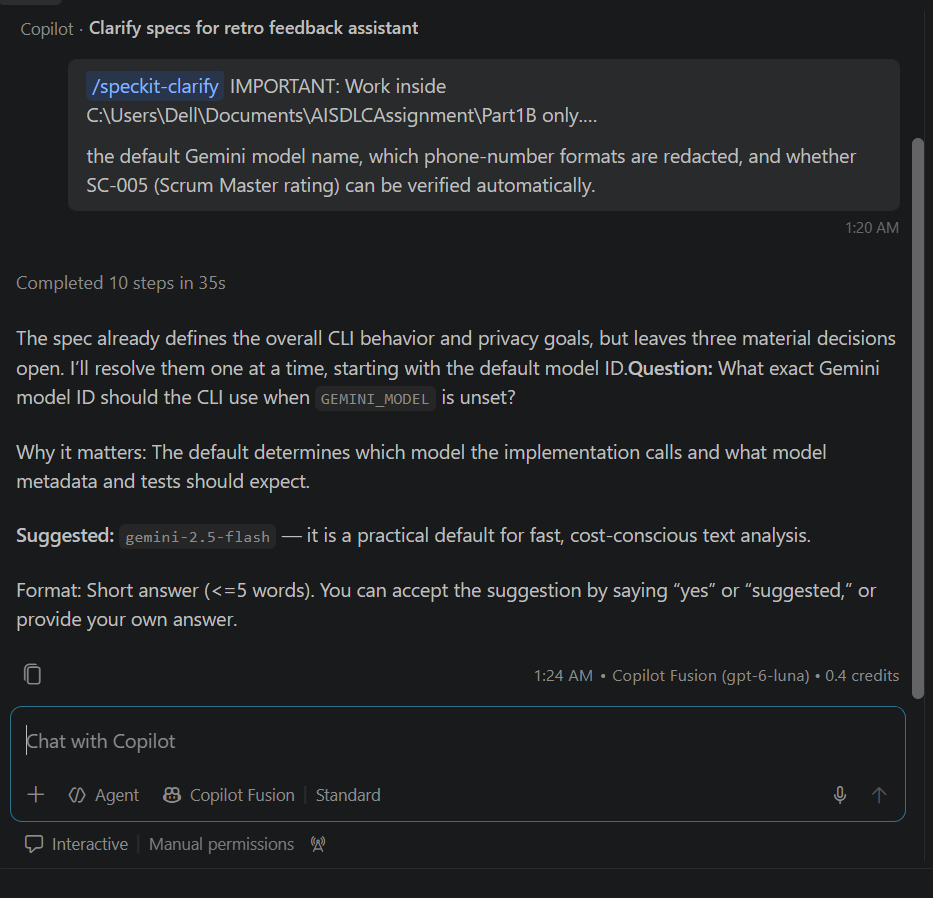 Copilot · Clarify specs for retro feedback assistant
/speckit-clarify IMPORTANT: Work inside
C:\Users\Dell\Documents\AISDLCAssignment\Part1B only....
the default Gemini model name, which phone-number formats are redacted, and whether
SC-005 (Scrum Master rating) can be verified automatically.
1:20 AM
Completed 10 steps in 35s
The spec already defines the overall CLI behavior and privacy goals, but leaves three material decisions
open. I’ll resolve them one at a time, starting with the default model ID.Question: What exact Gemini
model ID should the CLI use when GEMINI_MODEL is unset?
Why it matters: The default determines which model the implementation calls and what model
metadata and tests should expect.
Suggested: gemini-2.5-flash — it is a practical default for fast, cost-conscious text analysis.
Format: Short answer (<=5 words). You can accept the suggestion by saying “yes” or “suggested,” or
provide your own answer.
1:24 AM • Copilot Fusion (gpt-6-luna) • 0.4 credits
Chat with Copilot
Agent Copilot Fusion Standard
Interactive Manual permissions